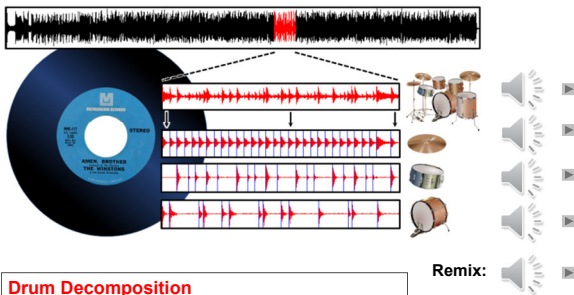 STEREO
AMEN, BROTHER
THE WINSTONS
Remix:
Drum Decomposition